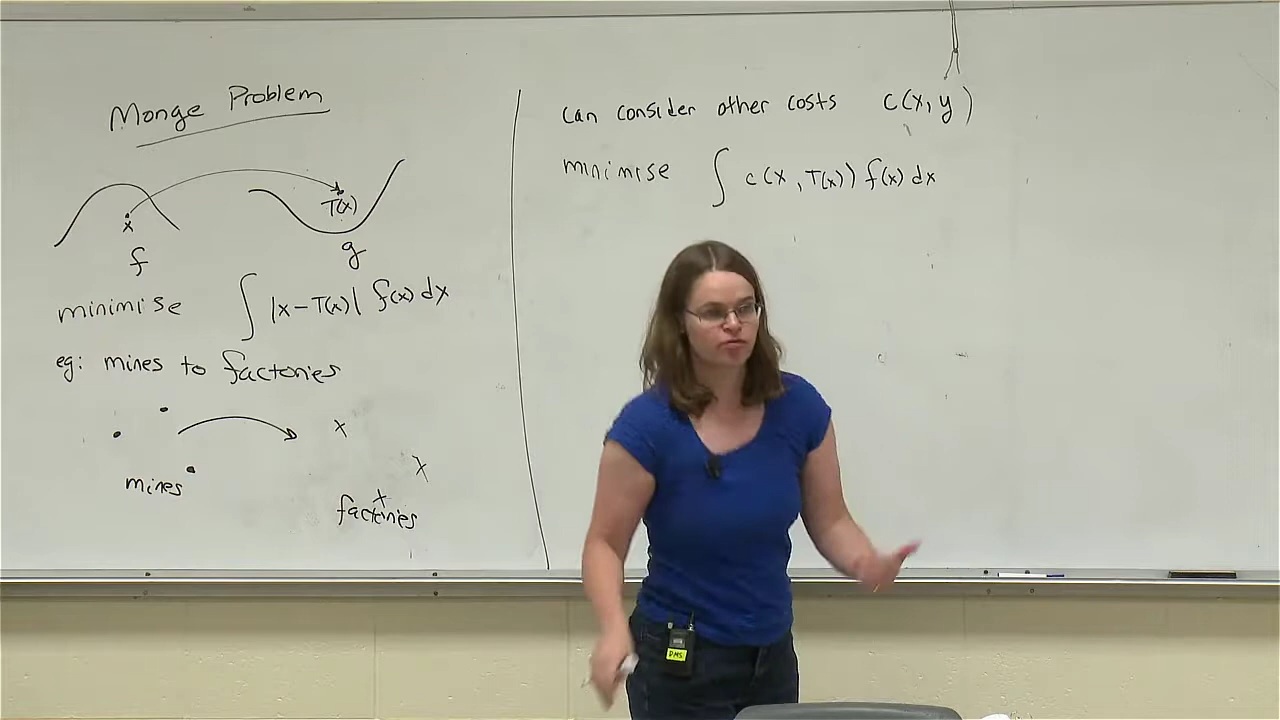 Monge Problem
x
T(x)
f
g
minimise ∫ |x-T(x)| f(x) dx
eg: mines to factories
mines
factories
can consider other costs c(x,y)
minimise ∫ c(x, T(x)) f(x) dx
DMS